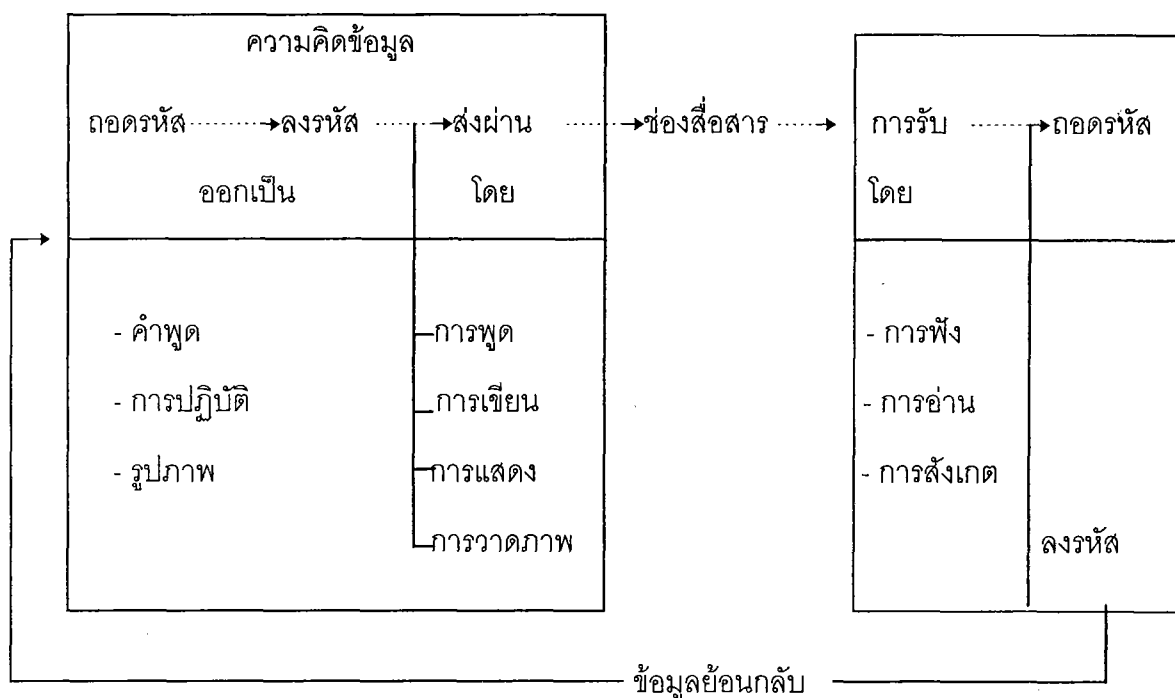 ความคิดข้อมูล
ถอดรหัส ลงรหัส ส่งผ่าน ช่องสื่อสาร การรับ ถอดรหัส
ออกเป็น โดย โดย
- คำพูด การพูด - การฟัง
- การปฏิบัติ การเขียน - การอ่าน
- รูปภาพ การแสดง - การสังเกต
การวาดภาพ ลงรหัส
ข้อมูลย้อนกลับ